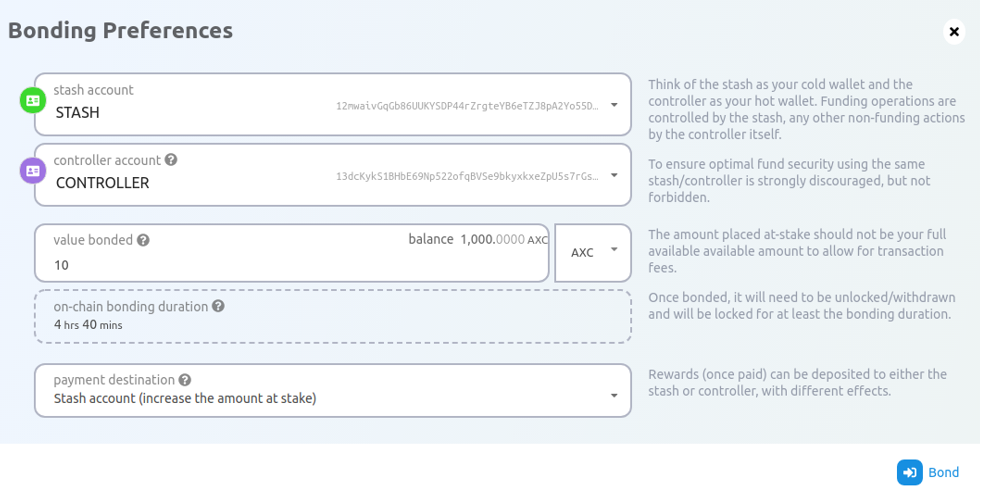 Bonding Preferences
stash account
STASH
12mwaivGqGb86UUKYSDP44rZrgteYB6eTZJ8pA2Yo55D…
Think of the stash as your cold wallet and the
controller as your hot wallet. Funding operations are
controlled by the stash, any other non-funding actions
by the controller itself.
controller account
CONTROLLER
13dcKykS1BHbE69Np522ofqBVSe9bkyxkxeZpU5s7rGs…
To ensure optimal fund security using the same
stash/controller is strongly discouraged, but not
forbidden.
value bonded
balance 1,000.0000 AXC
10
AXC
The amount placed at-stake should not be your full
available available amount to allow for transaction
fees.
on-chain bonding duration
4 hrs 40 mins
Once bonded, it will need to be unlocked/withdrawn
and will be locked for at least the bonding duration.
payment destination
Stash account (increase the amount at stake)
Rewards (once paid) can be deposited to either the
stash or controller, with different effects.
Bond